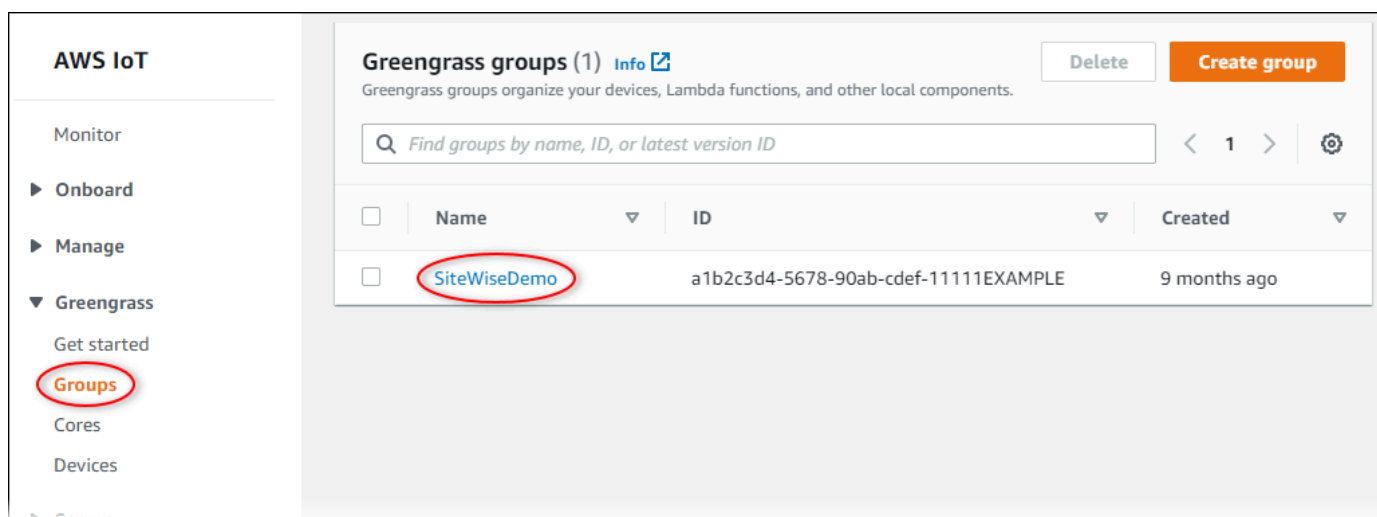 AWS IoT
Monitor
Onboard
Manage
Greengrass
Get started
Groups
Cores
Devices
Greengrass groups (1) Info
Delete
Create group
Greengrass groups organize your devices, Lambda functions, and other local components.
Find groups by name, ID, or latest version ID
1
Name ID Created
SiteWiseDemo a1b2c3d4-5678-90ab-cdef-11111EXAMPLE 9 months ago